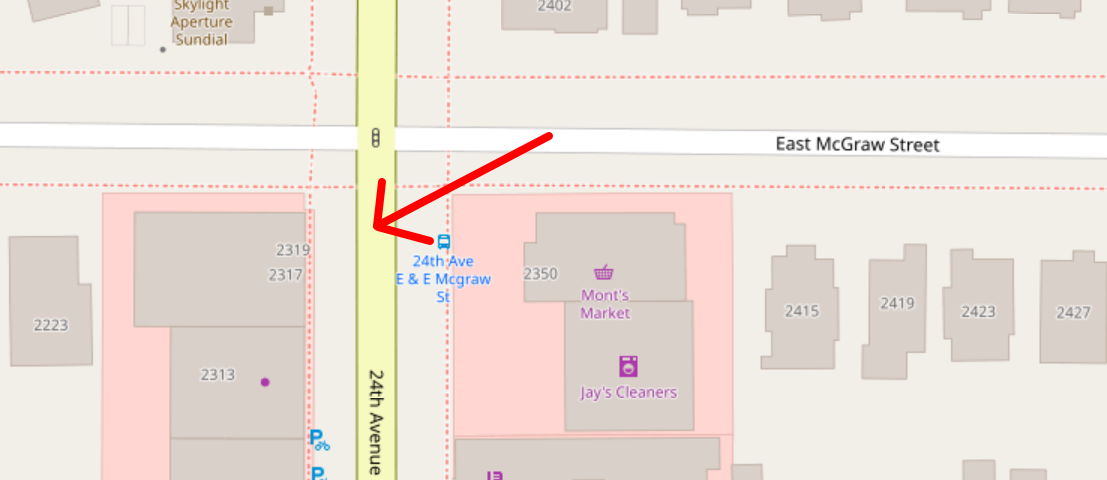 Skylight
Aperture
Sundial
2402
East McGraw Street
2319
2317
24th Ave
E & E Mcgraw
St
2350
Mont's
Market
2223
2415
2419
2423
2427
2313
Jay's Cleaners
24th Avenue
P
P